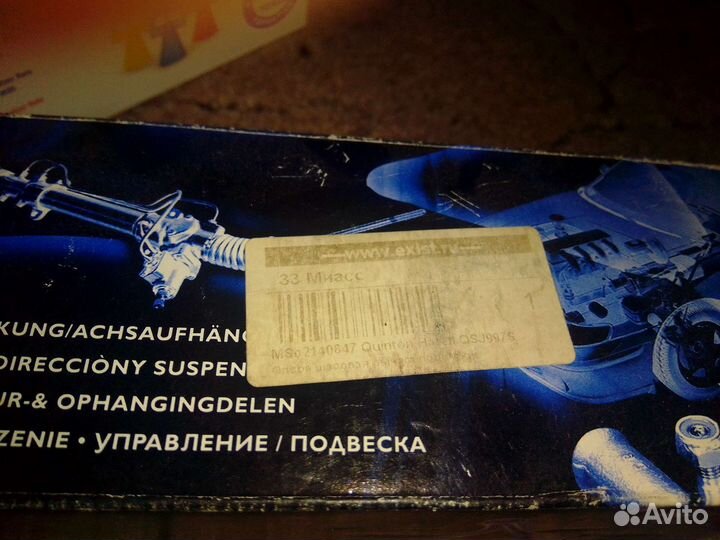 www.exist.ru
33 Миасс
1
MSo2140647 Quinton Hazell QSJ997S
KUNG/ACHSAUFHÄNG
DIRECCIÒNY SUSPEN
UR-& OPHANGINGDELEN
ZENIE • УПРАВЛЕНИЕ / ПОДВЕСКА
Avito